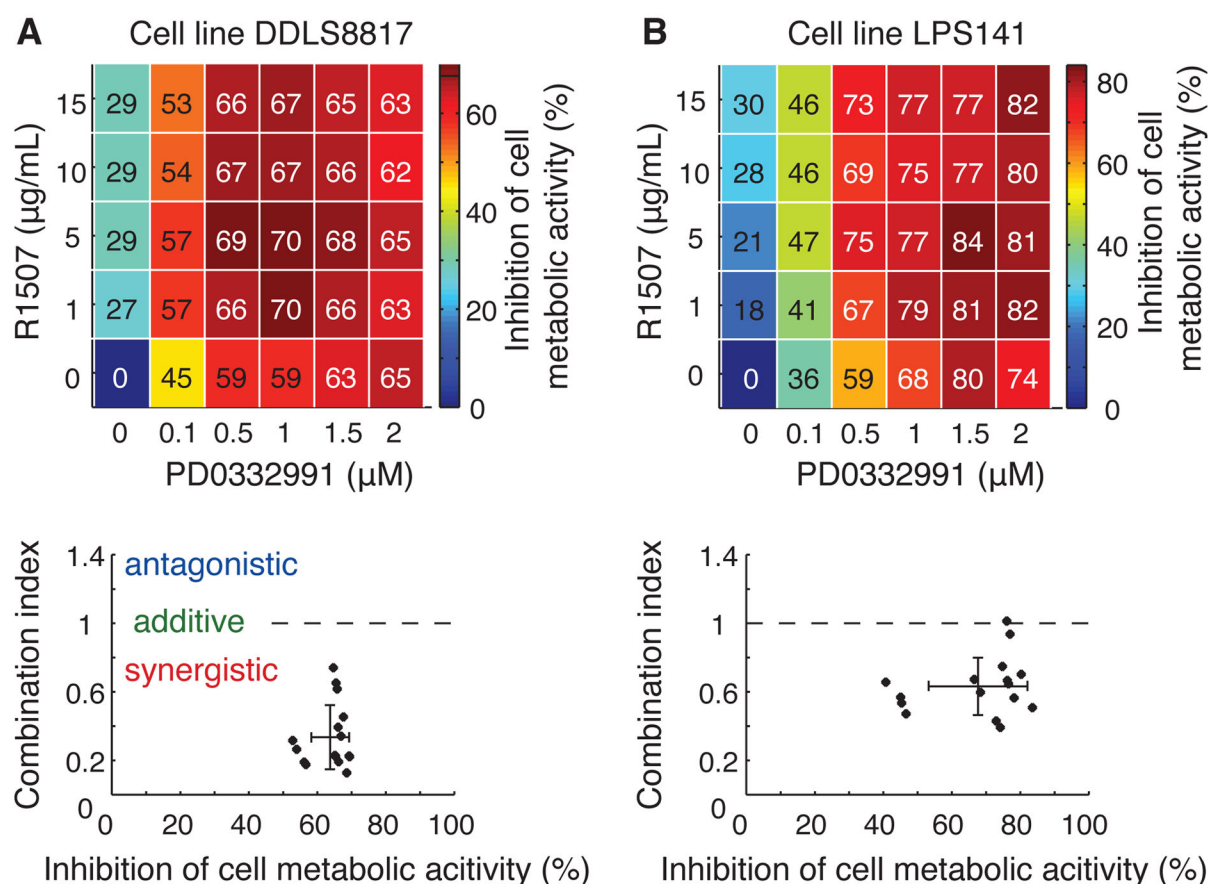 A Cell line DDLS8817
R1507 (μg/mL)
15 29 53 66 67 65 63
10 29 54 67 67 66 62
5 29 57 69 70 68 65
1 27 57 66 70 66 63
0 0 45 59 59 63 65
0 0.1 0.5 1 1.5 2
PD0332991 (μM)
60
40
20
0
Inhibition of cell
metabolic activity (%)
B Cell line LPS141
R1507 (μg/mL)
15 30 46 73 77 77 82
10 28 46 69 75 77 80
5 21 47 75 77 84 81
1 18 41 67 79 81 82
0 0 36 59 68 80 74
0 0.1 0.5 1 1.5 2
PD0332991 (μM)
80
60
40
20
0
Inhibition of cell
metabolic activity (%)
Combination index
1.4
1
0.6
0.2
0
antagonistic
additive
synergistic
0 20 40 60 80 100
Inhibition of cell metabolic acitivity (%)
Combination index
1.4
1
0.6
0.2
0
0 20 40 60 80 100
Inhibition of cell metabolic acitivity (%)